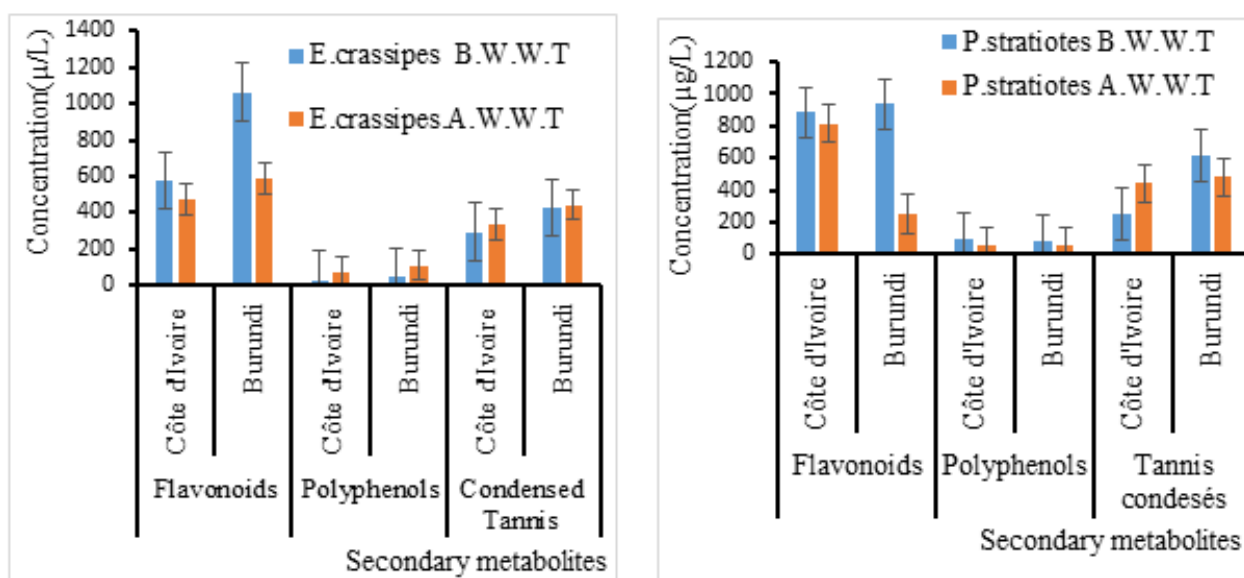 Concentration(µ/L)
1400
1200
1000
800
600
400
200
0
E.crassipes B.W.W.T
E.crassipes.A.W.W.T
Côte d'Ivoire
Burundi
Côte d'Ivoire
Burundi
Côte d'Ivoire
Burundi
Flavonoids
Polyphenols
Condensed
Tannis
Secondary metabolites
Concentration(µg/L)
1200
1000
800
600
400
200
0
P.stratiotes B.W.W.T
P.stratiotes A.W.W.T
Côte d'Ivoire
Burundi
Côte d'Ivoire
Burundi
Côte d'Ivoire
Burundi
Flavonoids
Polyphenols
Tannis
condesés
Secondary metabolites